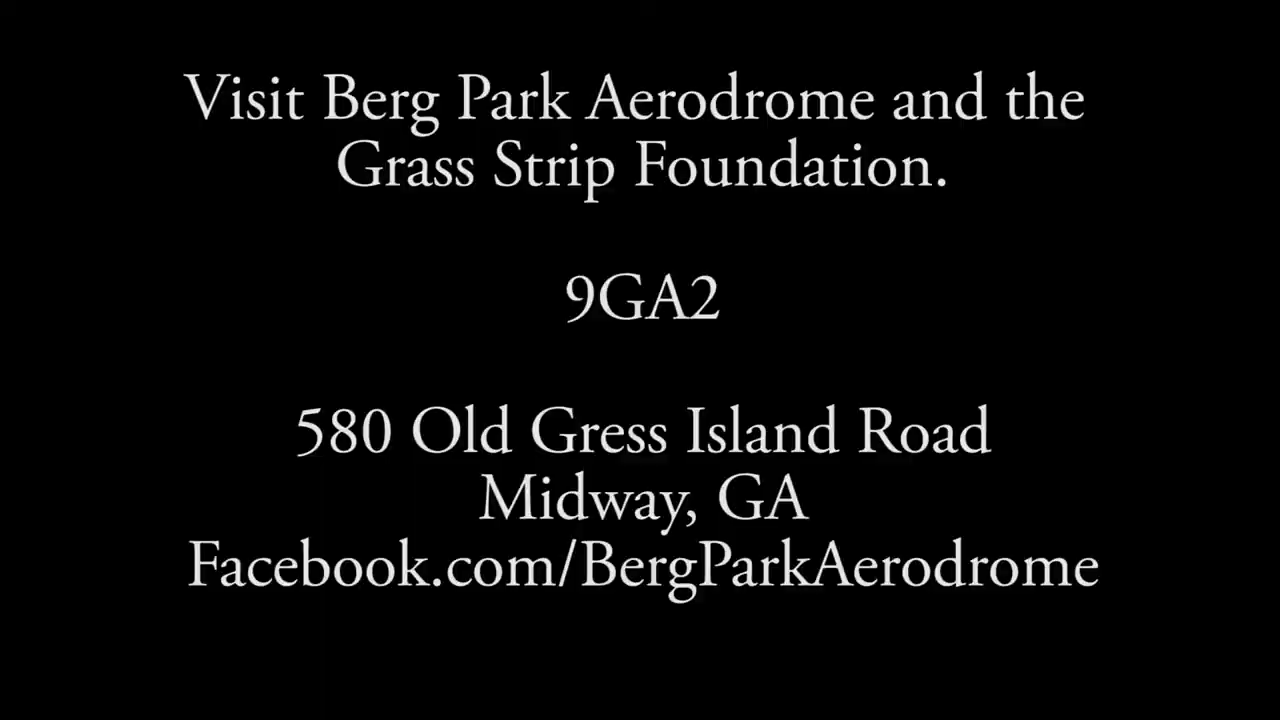 Visit Berg Park Aerodrome and the
Grass Strip Foundation.
9GA2
580 Old Gress Island Road
Midway, GA
Facebook.com/BergParkAerodrome